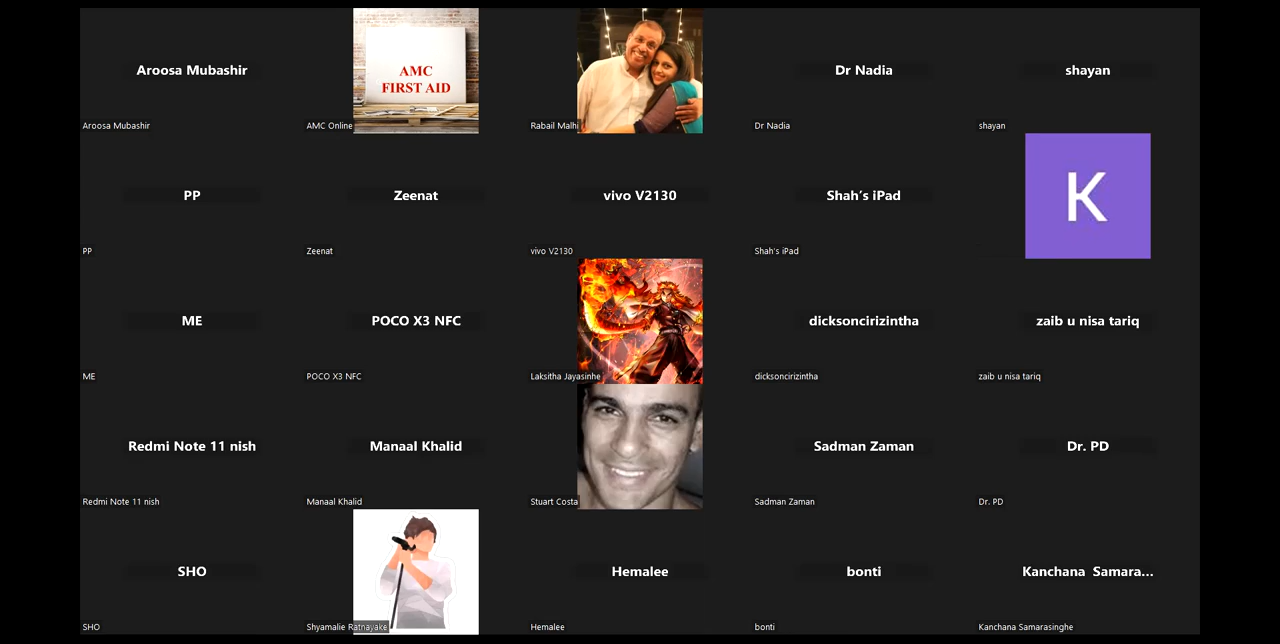 Aroosa Mubashir
Aroosa Mubashir
AMC
FIRST AID
AMC Online
Rabail Malhi
Dr Nadia
Dr Nadia
shayan
shayan
PP
PP
Zeenat
Zeenat
vivo V2130
vivo V2130
Shah's iPad
Shah's iPad
K
ME
ME
POCO X3 NFC
POCO X3 NFC
Laksitha Jayasinhe
dicksoncirizintha
dicksoncirizintha
zaib u nisa tariq
zaib u nisa tariq
Redmi Note 11 nish
Redmi Note 11 nish
Manaal Khalid
Manaal Khalid
Stuart Costa
Sadman Zaman
Sadman Zaman
Dr. PD
Dr. PD
SHO
SHO
Shyamalie Ratnayake
Hemalee
Hemalee
bonti
bonti
Kanchana Samara...
Kanchana Samarasinghe